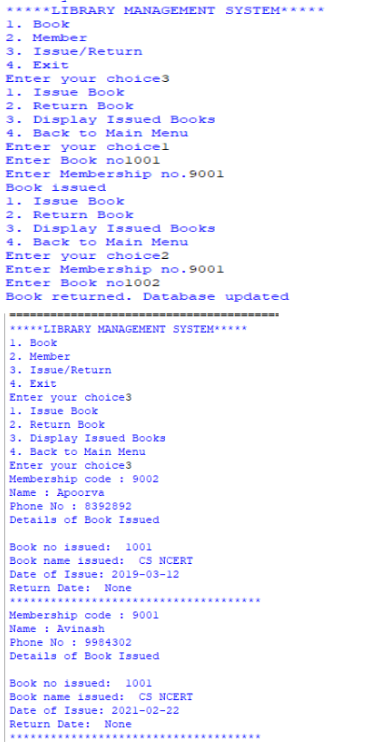 *****LIBRARY MANAGEMENT SYSTEM*****
1. Book
2. Member
3. Issue/Return
4. Exit
Enter your choice3
1. Issue Book
2. Return Book
3. Display Issued Books
4. Back to Main Menu
Enter your choice1
Enter Book no1001
Enter Membership no.9001
Book issued
1. Issue Book
2. Return Book
3. Display Issued Books
4. Back to Main Menu
Enter your choice2
Enter Membership no.9001
Enter Book no1002
Book returned. Database updated
========================================
*****LIBRARY MANAGEMENT SYSTEM*****
1. Book
2. Member
3. Issue/Return
4. Exit
Enter your choice3
1. Issue Book
2. Return Book
3. Display Issued Books
4. Back to Main Menu
Enter your choice3
Membership code : 9002
Name : Apoorva
Phone No : 8392892
Details of Book Issued
Book no issued:  1001
Book name issued:  CS NCERT
Date of Issue: 2019-03-12
Return Date:  None
*************************************
Membership code : 9001
Name : Avinash
Phone No : 9984302
Details of Book Issued
Book no issued:  1001
Book name issued:  CS NCERT
Date of Issue: 2021-02-22
Return Date:  None
*************************************